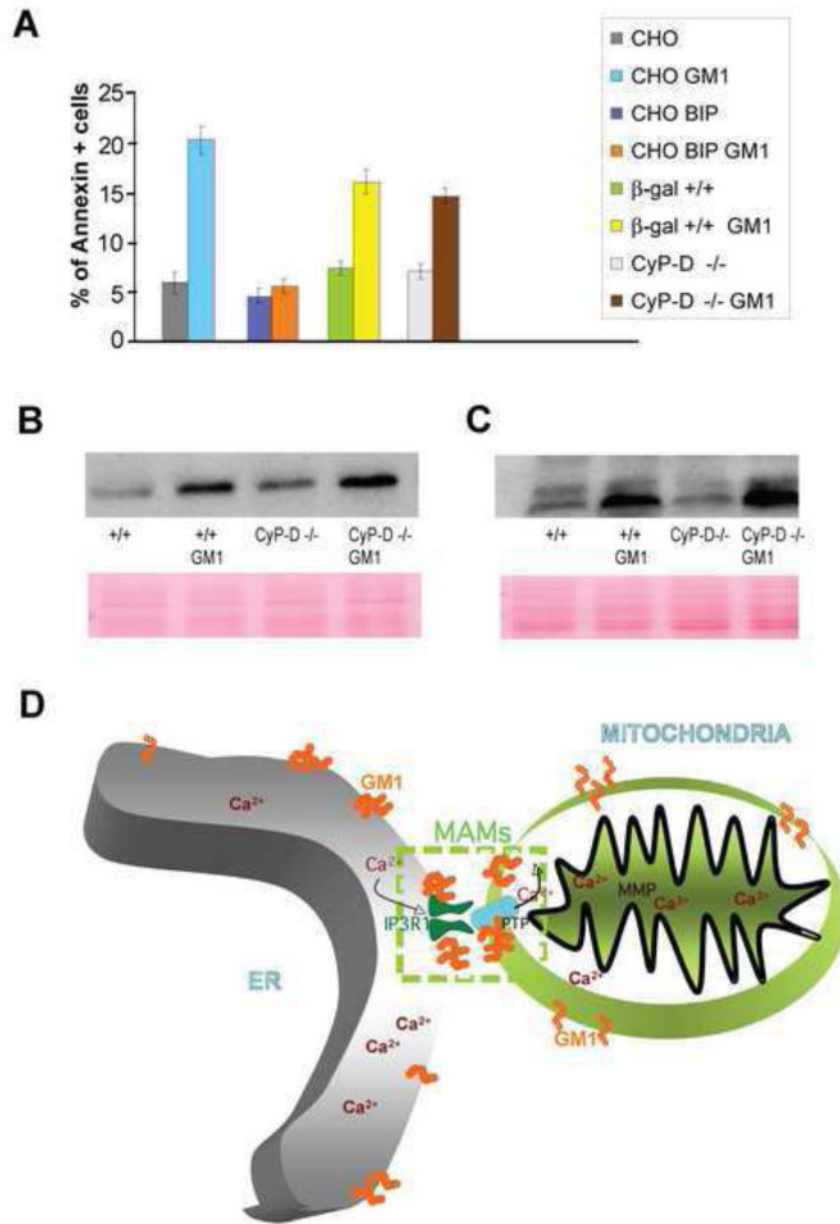 A
% of Annexin + cells
25
20
15
10
5
0
CHO
CHO GM1
CHO BIP
CHO BIP GM1
β-gal +/+
β-gal +/+ GM1
CyP-D -/-
CyP-D -/- GM1
B
+/+
+/+
GM1
CyP-D -/-
CyP-D -/-
GM1
C
+/+
+/+
GM1
CyP-D-/-
CyP-D -/-
GM1
D
MITOCHONDRIA
GM1
Ca²⁺
MAMs
Ca²⁺
Ca²⁺
Ca²⁺
MMP
Ca²⁺
Ca²⁺
IP3R1
PTP
ER
Ca²⁺
Ca²⁺
Ca²⁺
GM1
Ca²⁺